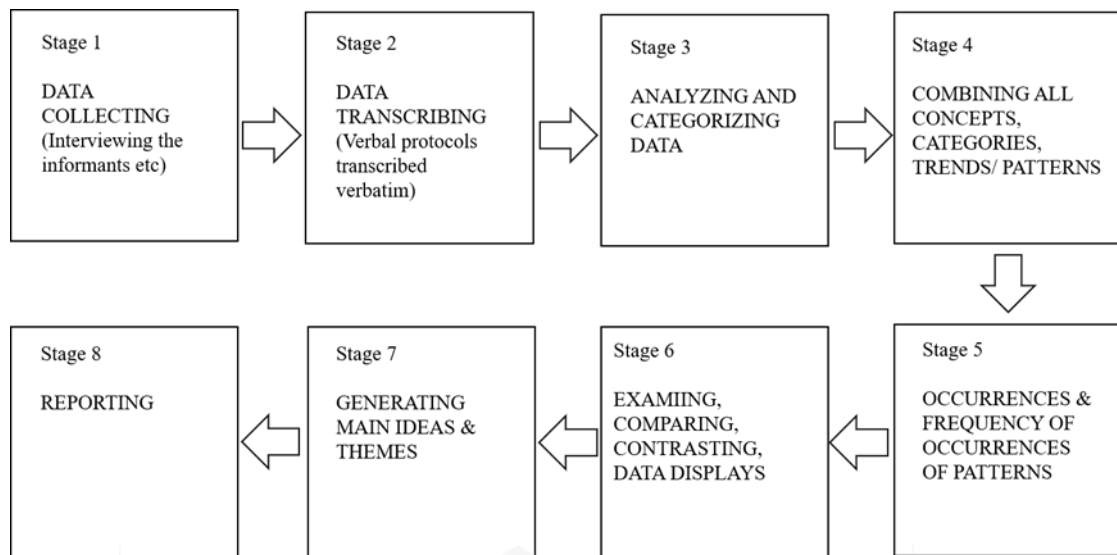 Stage 1
DATA
COLLECTING
(Interviewing the
informants etc)
Stage 2
DATA
TRANSCRIBING
(Verbal protocols
transcribed
verbatim)
Stage 3
ANALYZING AND
CATEGORIZING
DATA
Stage 4
COMBINING ALL
CONCEPTS,
CATEGORIES,
TRENDS/ PATTERNS
Stage 5
OCCURRENCES &
FREQUENCY OF
OCCURRENCES
OF PATTERNS
Stage 6
EXAMIING,
COMPARING,
CONTRASTING,
DATA DISPLAYS
Stage 7
GENERATING
MAIN IDEAS &
THEMES
Stage 8
REPORTING